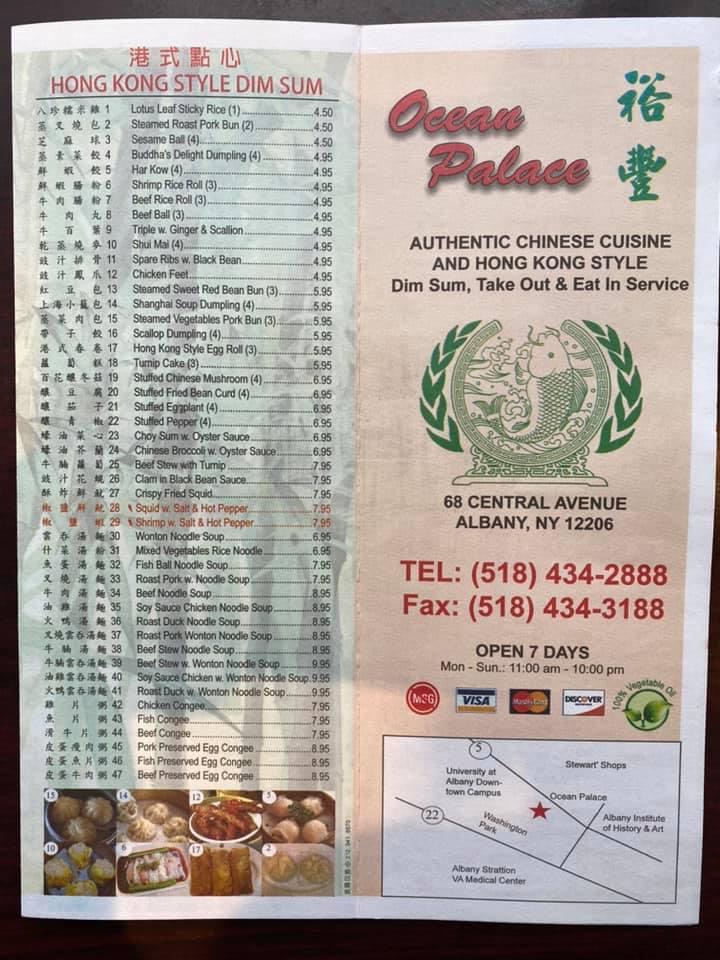 港式點心
HONG KONG STYLE DIM SUM
八珍糯米雞 1 Lotus Leaf Sticky Rice (1) 4.50
蒸叉燒包 2 Steamed Roast Pork Bun (2) 4.50
芝麻球 3 Sesame Ball (4) 4.95
蒸素菜餃 4 Buddha's Delight Dumpling (4) 4.95
鮮蝦餃 5 Har Kow (4) 4.95
鮮蝦腸粉 6 Shrimp Rice Roll (3) 4.95
牛肉腸粉 7 Beef Rice Roll (3) 4.95
牛肉丸 8 Beef Ball (3) 4.95
牛百葉 9 Triple w. Ginger & Scallion 4.95
乾蒸燒賣 10 Shui Mai (4) 4.95
豉汁排骨 11 Spare Ribs w. Black Bean 4.95
豉汁鳳爪 12 Chicken Feet 4.95
紅豆包 13 Steamed Sweet Red Bean Bun (3) 5.95
上海小籠包 14 Shanghai Soup Dumpling (4) 5.95
蒸菜肉包 15 Steamed Vegetables Pork Bun (3) 5.95
帶子餃 16 Scallop Dumpling (4) 5.95
港式春卷 17 Hong Kong Style Egg Roll (3) 5.95
蘿蔔糕 18 Turnip Cake (3) 5.95
百花釀冬菇 19 Stuffed Chinese Mushroom (4) 6.95
釀豆腐 20 Stuffed Fried Bean Curd (4) 6.95
釀茄子 21 Stuffed Eggplant (4) 6.95
釀青椒 22 Stuffed Pepper (4) 6.95
蠔油菜心 23 Choy Sum w. Oyster Sauce 6.95
蠔油芥蘭 24 Chinese Broccoli w. Oyster Sauce 6.95
牛腩蘿蔔 25 Beef Stew with Turnip 7.95
豉汁花蜆 26 Clam in Black Bean Sauce 7.95
酥炸鮮魷 27 Crispy Fried Squid 7.95
椒鹽鮮魷 28 Squid w. Salt & Hot Pepper 7.95
椒鹽蝦 29 Shrimp w. Salt & Hot Pepper 7.95
雲吞湯麵 30 Wonton Noodle Soup 6.95
什菜湯粉 31 Mixed Vegetables Rice Noodle
魚蛋湯麵 32 Fish Ball Noodle Soup 7.95
叉燒湯麵 33 Roast Pork w. Noodle Soup 7.95
牛肉湯麵 34 Beef Noodle Soup 8.95
油雞湯麵 35 Soy Sauce Chicken Noodle Soup 8.95
火鴨湯麵 36 Roast Duck Noodle Soup 8.95
叉燒雲吞湯麵 37 Roast Pork Wonton Noodle Soup 8.95
牛腩湯麵 38 Beef Stew Noodle Soup 8.95
牛腩雲吞湯麵 39 Beef Stew w. Wonton Noodle Soup 9.95
油雞雲吞湯麵 40 Soy Sauce Chicken w. Wonton Noodle Soup 9.95
火鴨雲吞湯麵 41 Roast Duck w. Wonton Noodle Soup 9.95
雞片粥 42 Chicken Congee 7.95
魚片粥 43 Fish Congee 7.95
滑牛片粥 44 Beef Congee 7.95
皮蛋瘦肉粥 45 Pork Preserved Egg Congee 8.95
皮蛋魚片粥 46 Fish Preserved Egg Congee 8.95
皮蛋牛肉粥 47 Beef Preserved Egg Congee 8.95
15 14 12 5
10 6 17 2
Ocean Palace
裕豐
AUTHENTIC CHINESE CUISINE
AND HONG KONG STYLE
Dim Sum, Take Out & Eat In Service
68 CENTRAL AVENUE
ALBANY, NY 12206
TEL: (518) 434-2888
Fax: (518) 434-3188
OPEN 7 DAYS
Mon - Sun.: 11:00 am - 10:00 pm
MSG
VISA
MasterCard
DISCOVER
100% Vegetable Oil
5
Stewart' Shops
University at
Albany Down-
town Campus
Ocean Palace
22
Washington
Park
Albany Institute
of History & Art
Albany Strattion
VA Medical Center